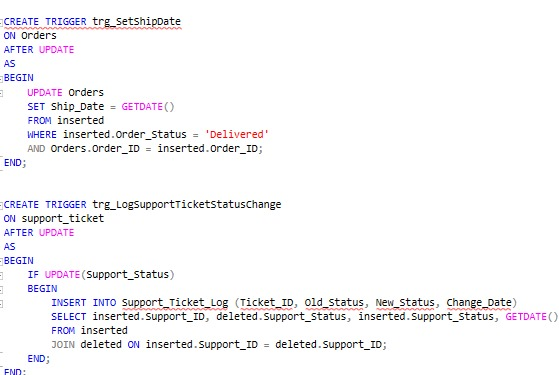 CREATE TRIGGER trg_SetShipDate
ON Orders
AFTER UPDATE
AS
BEGIN
    UPDATE Orders
    SET Ship_Date = GETDATE()
    FROM inserted
    WHERE inserted.Order_Status = 'Delivered'
    AND Orders.Order_ID = inserted.Order_ID;
END;

CREATE TRIGGER trg_LogSupportTicketStatusChange
ON support_ticket
AFTER UPDATE
AS
BEGIN
    IF UPDATE(Support_Status)
    BEGIN
        INSERT INTO Support_Ticket_Log (Ticket_ID, Old_Status, New_Status, Change_Date)
        SELECT inserted.Support_ID, deleted.Support_Status, inserted.Support_Status, GETDATE()
        FROM inserted
        JOIN deleted ON inserted.Support_ID = deleted.Support_ID;
    END;
END;